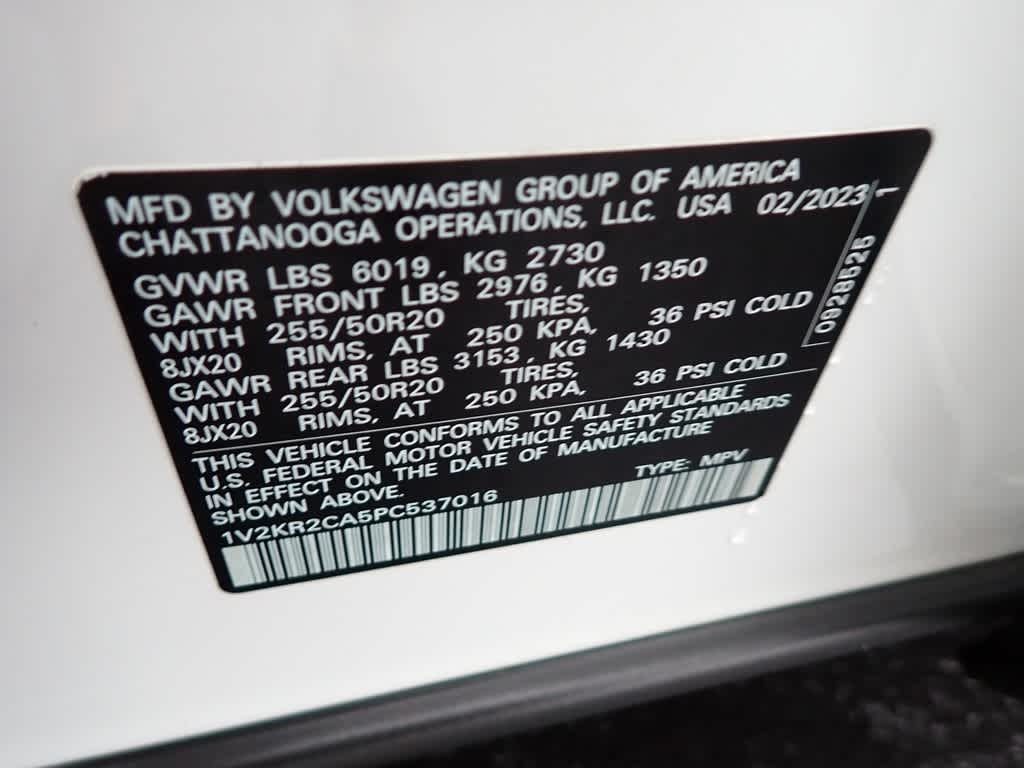 MFD BY VOLKSWAGEN GROUP OF AMERICA
CHATTANOOGA OPERATIONS, LLC. USA 02/2023
GVWR LBS 6019, KG 2730
GAWR FRONT LBS 2976, KG 1350
WITH 255/50R20 TIRES,
8JX20 RIMS, AT 250 KPA, 36 PSI COLD
GAWR REAR LBS 3153, KG 1430
WITH 255/50R20 TIRES,
8JX20 RIMS, AT 250 KPA, 36 PSI COLD
THIS VEHICLE CONFORMS TO ALL APPLICABLE
U.S. FEDERAL MOTOR VEHICLE SAFETY STANDARDS
IN EFFECT ON THE DATE OF MANUFACTURE
SHOWN ABOVE.
1V2KR2CA5PC537016 TYPE: MPV
0928525 1